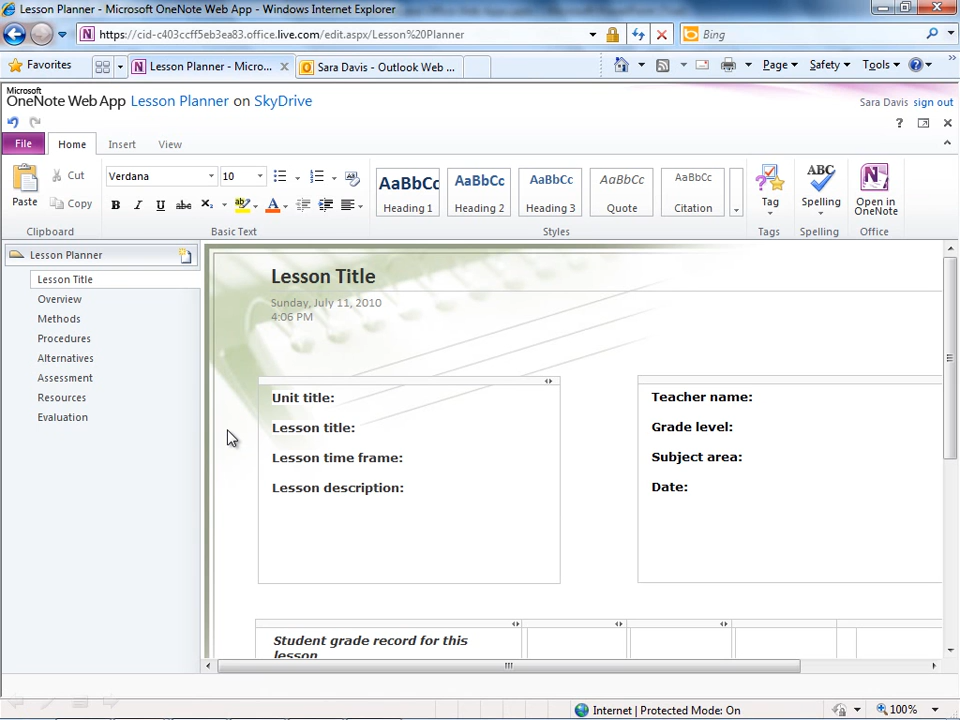 Lesson Planner - Microsoft OneNote Web App - Windows Internet Explorer
https://cid-c403ccff5eb3ea83.office.live.com/edit.aspx/Lesson%20Planner
Bing
Favorites
Lesson Planner - Micro...
Sara Davis - Outlook Web ...
Page
Safety
Tools
Microsoft
OneNote Web App Lesson Planner on SkyDrive
Sara Davis sign out
File
Home
Insert
View
Paste
Cut
Copy
Clipboard
Verdana
10
B I U abc X2 A
Basic Text
AaBbCc
Heading 1
AaBbCc
Heading 2
AaBbCc
Heading 3
AaBbCc
Quote
AaBbCc
Citation
Styles
Tag
Tags
ABC
Spelling
Spelling
Open in
OneNote
Office
Lesson Planner
Lesson Title
Overview
Methods
Procedures
Alternatives
Assessment
Resources
Evaluation
Lesson Title
Sunday, July 11, 2010
4:06 PM
Unit title:
Lesson title:
Lesson time frame:
Lesson description:
Teacher name:
Grade level:
Subject area:
Date:
Student grade record for this
lesson
Internet | Protected Mode: On
100%